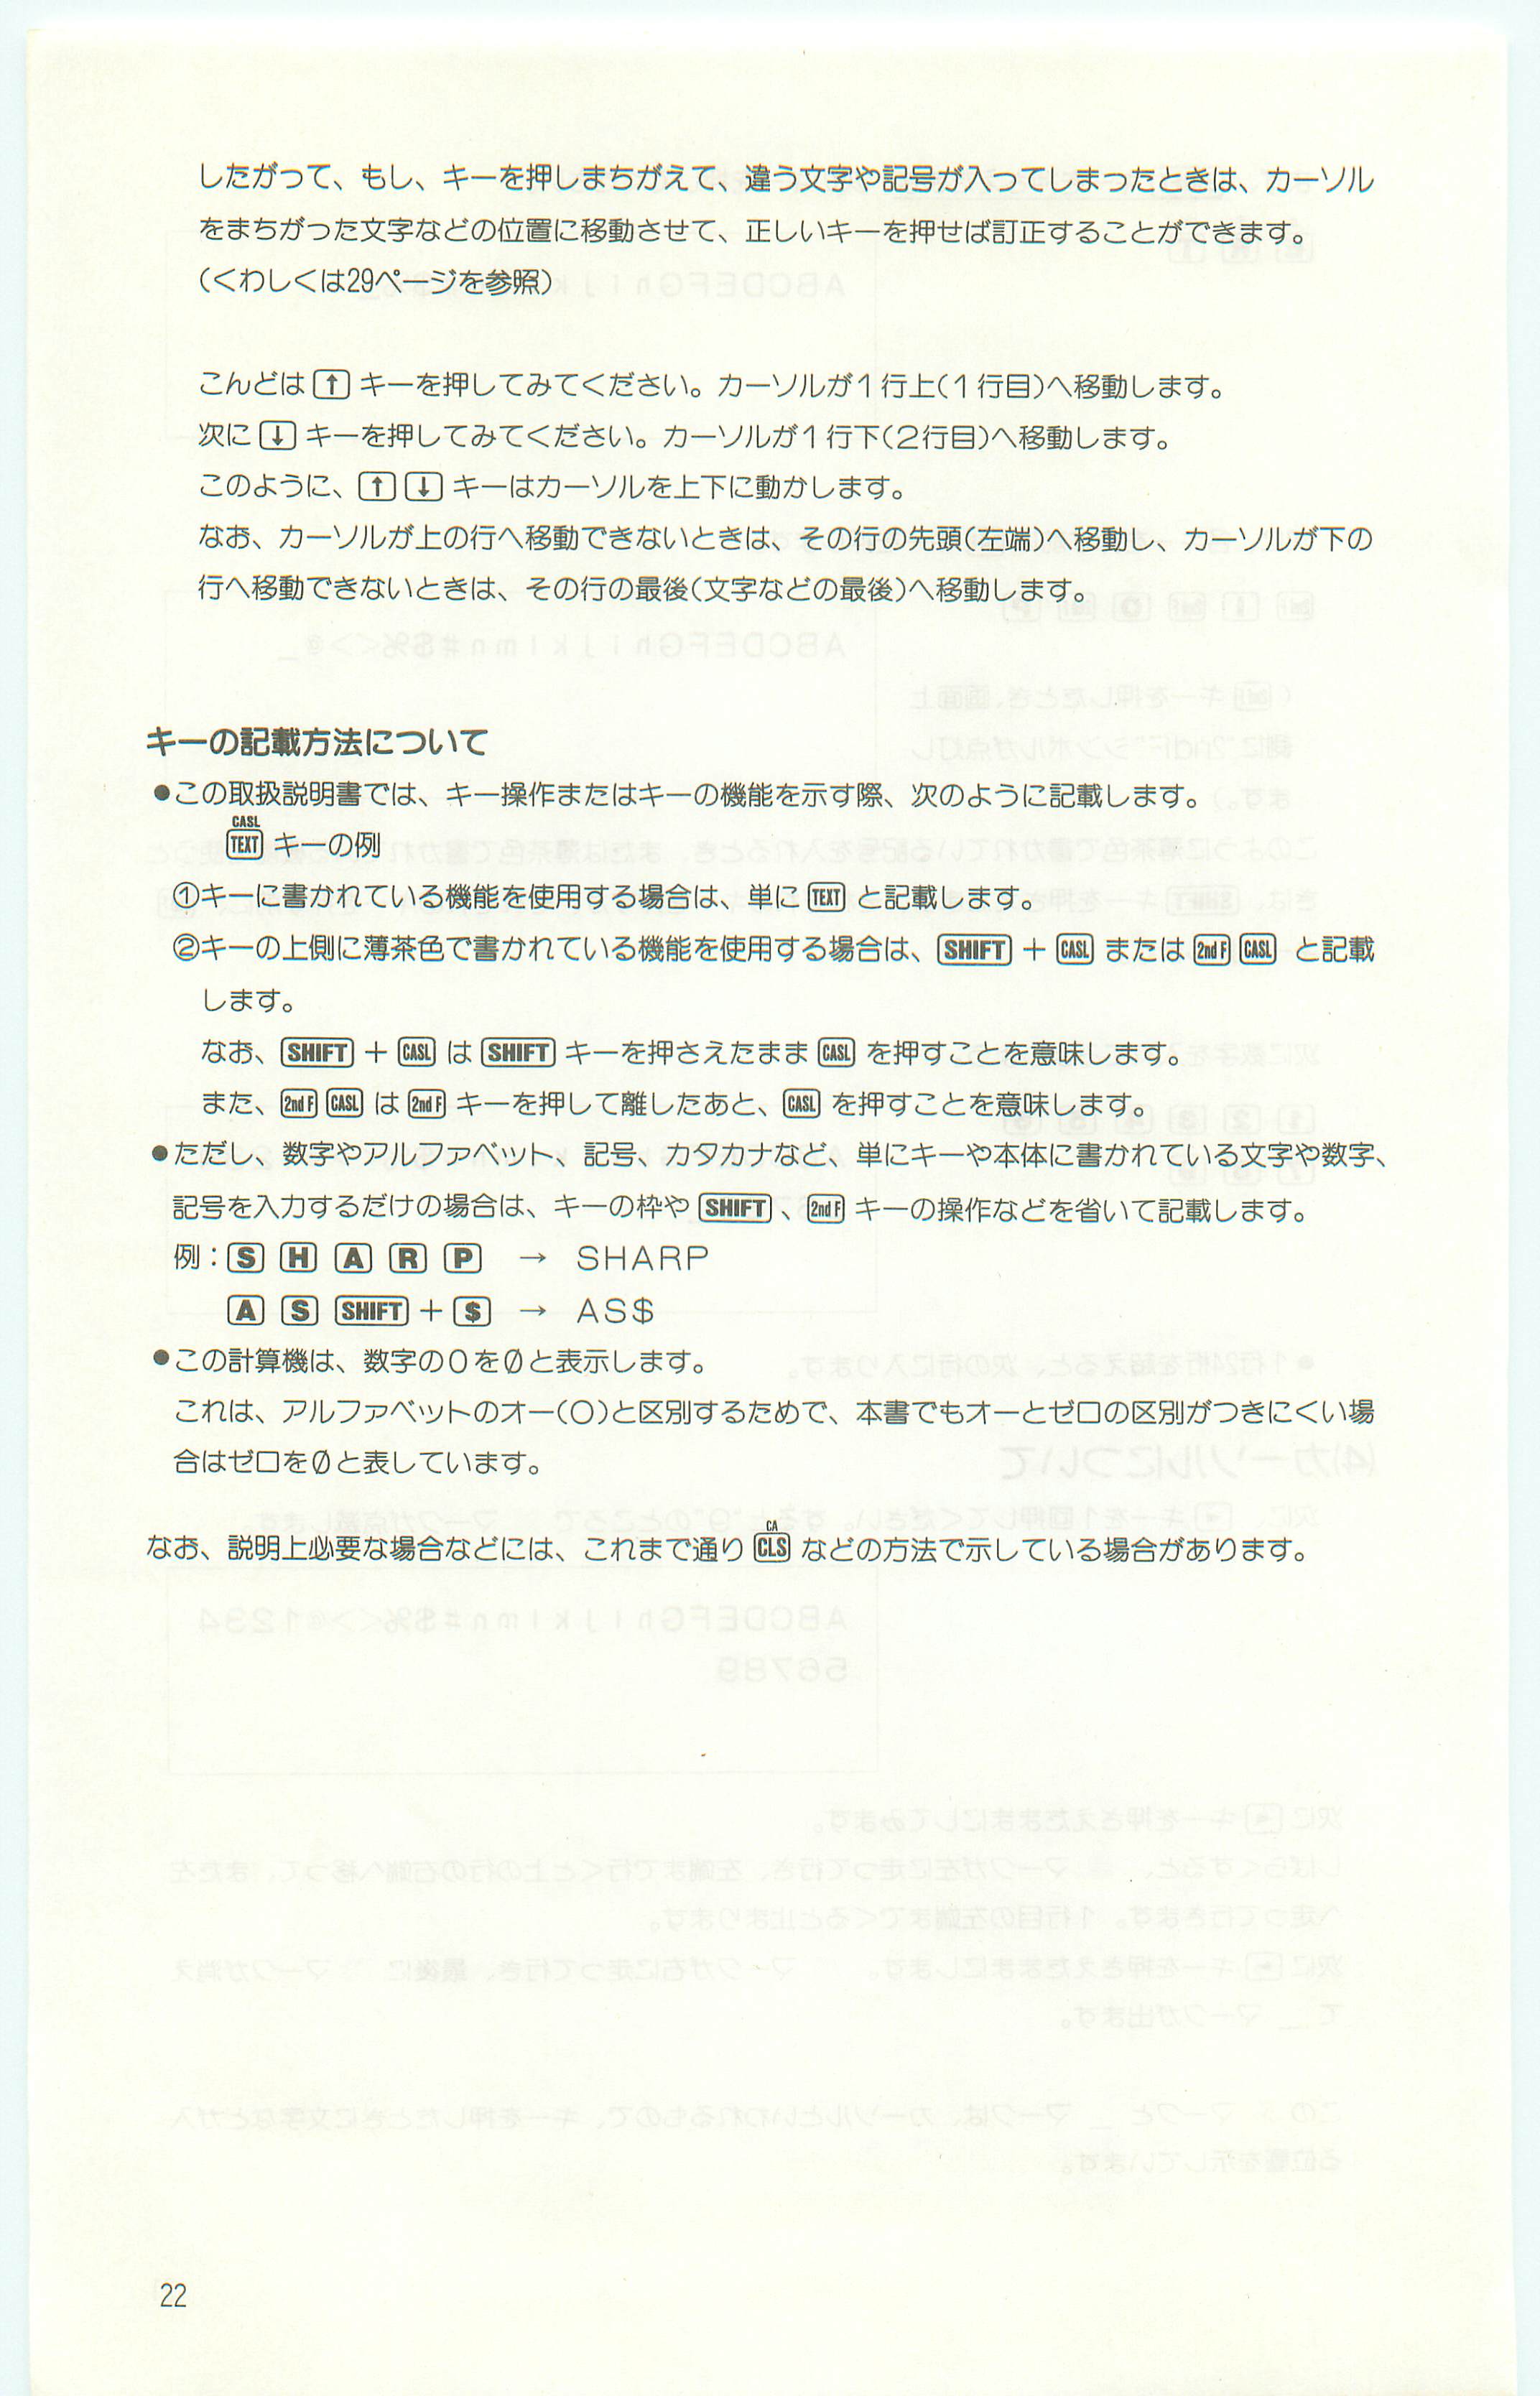 したがって、もし、キーを押しまちがえて、違う文字や記号が入ってしまったときは、カーソル
をまちがった文字などの位置に移動させて、正しいキーを押せば訂正することができます。
(くわしくは29ページを参照)
こんどは ↑ キーを押してみてください。カーソルが1行上(1行目)へ移動します。
次に ↓ キーを押してみてください。カーソルが1行下(2行目)へ移動します。
このように、↑ ↓ キーはカーソルを上下に動かします。
なお、カーソルが上の行へ移動できないときは、その行の先頭(左端)へ移動し、カーソルが下の
行へ移動できないときは、その行の最後(文字などの最後)へ移動します。
キーの記載方法について
●この取扱説明書では、キー操作またはキーの機能を示す際、次のように記載します。
CASL
TEXT キーの例
①キーに書かれている機能を使用する場合は、単に TEXT と記載します。
②キーの上側に薄茶色で書かれている機能を使用する場合は、SHIFT + CASL または 2nd F CASL と記載
します。
なお、SHIFT + CASL は SHIFT キーを押さえたまま CASL を押すことを意味します。
また、2nd F CASL は 2nd F キーを押して離したあと、CASL を押すことを意味します。
●ただし、数字やアルファベット、記号、カタカナなど、単にキーや本体に書かれている文字や数字、
記号を入力するだけの場合は、キーの枠や SHIFT、2nd F キーの操作などを省いて記載します。
例：S H A R P → SHARP
A S SHIFT + $ → AS$
●この計算機は、数字の0を∅と表示します。
これは、アルファベットのオー(O)と区別するためで、本書でもオーとゼロの区別がつきにくい場
合はゼロを∅と表しています。
CA
なお、説明上必要な場合などには、これまで通り CLS などの方法で示している場合があります。
22